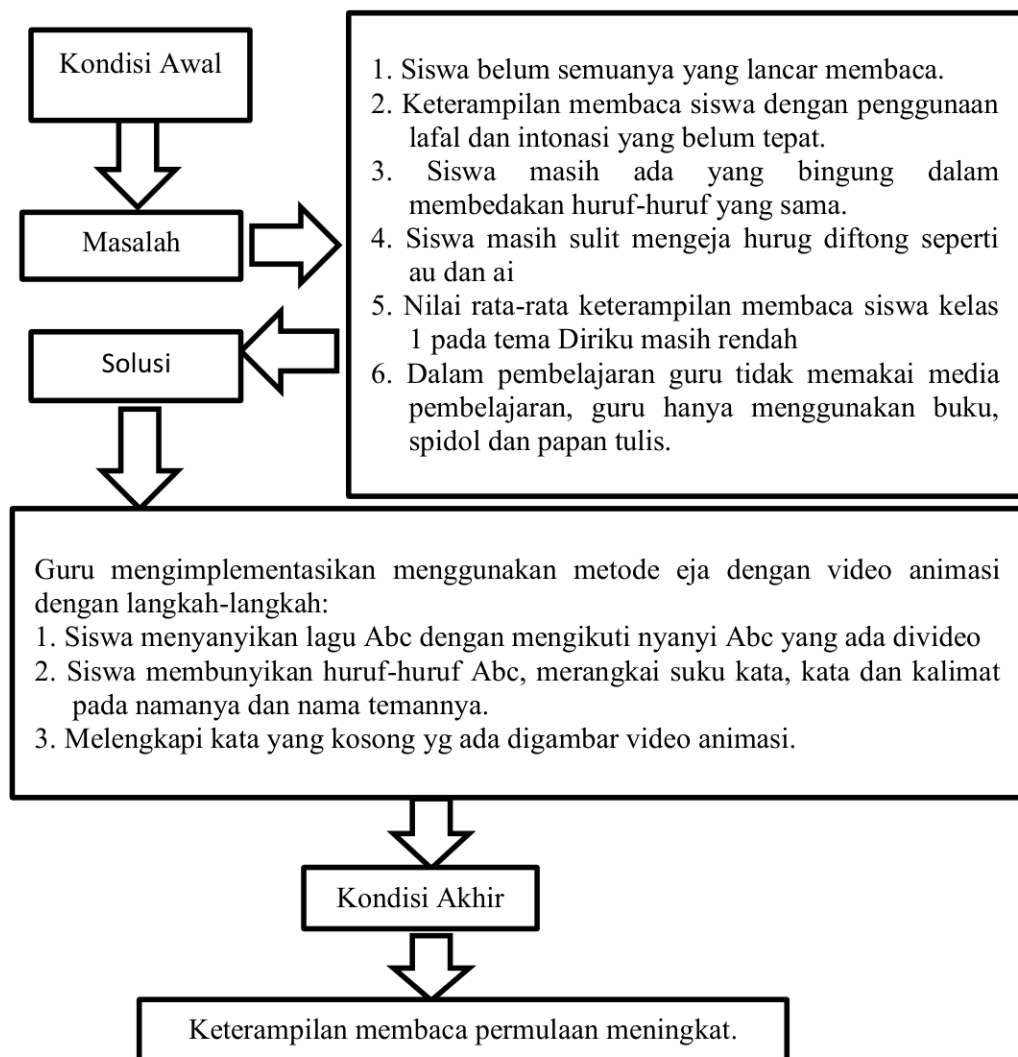 Kondisi Awal
Masalah
1. Siswa belum semuanya yang lancar membaca.
2. Keterampilan membaca siswa dengan penggunaan
lafal dan intonasi yang belum tepat.
3. Siswa masih ada yang bingung dalam
membedakan huruf-huruf yang sama.
4. Siswa masih sulit mengeja hurug diftong seperti
au dan ai
5. Nilai rata-rata keterampilan membaca siswa kelas
1 pada tema Diriku masih rendah
6. Dalam pembelajaran guru tidak memakai media
pembelajaran, guru hanya menggunakan buku,
spidol dan papan tulis.
Solusi
Guru mengimplementasikan menggunakan metode eja dengan video animasi
dengan langkah-langkah:
1. Siswa menyanyikan lagu Abc dengan mengikuti nyanyi Abc yang ada divideo
2. Siswa membunyikan huruf-huruf Abc, merangkai suku kata, kata dan kalimat
pada namanya dan nama temannya.
3. Melengkapi kata yang kosong yg ada digambar video animasi.
Kondisi Akhir
Keterampilan membaca permulaan meningkat.